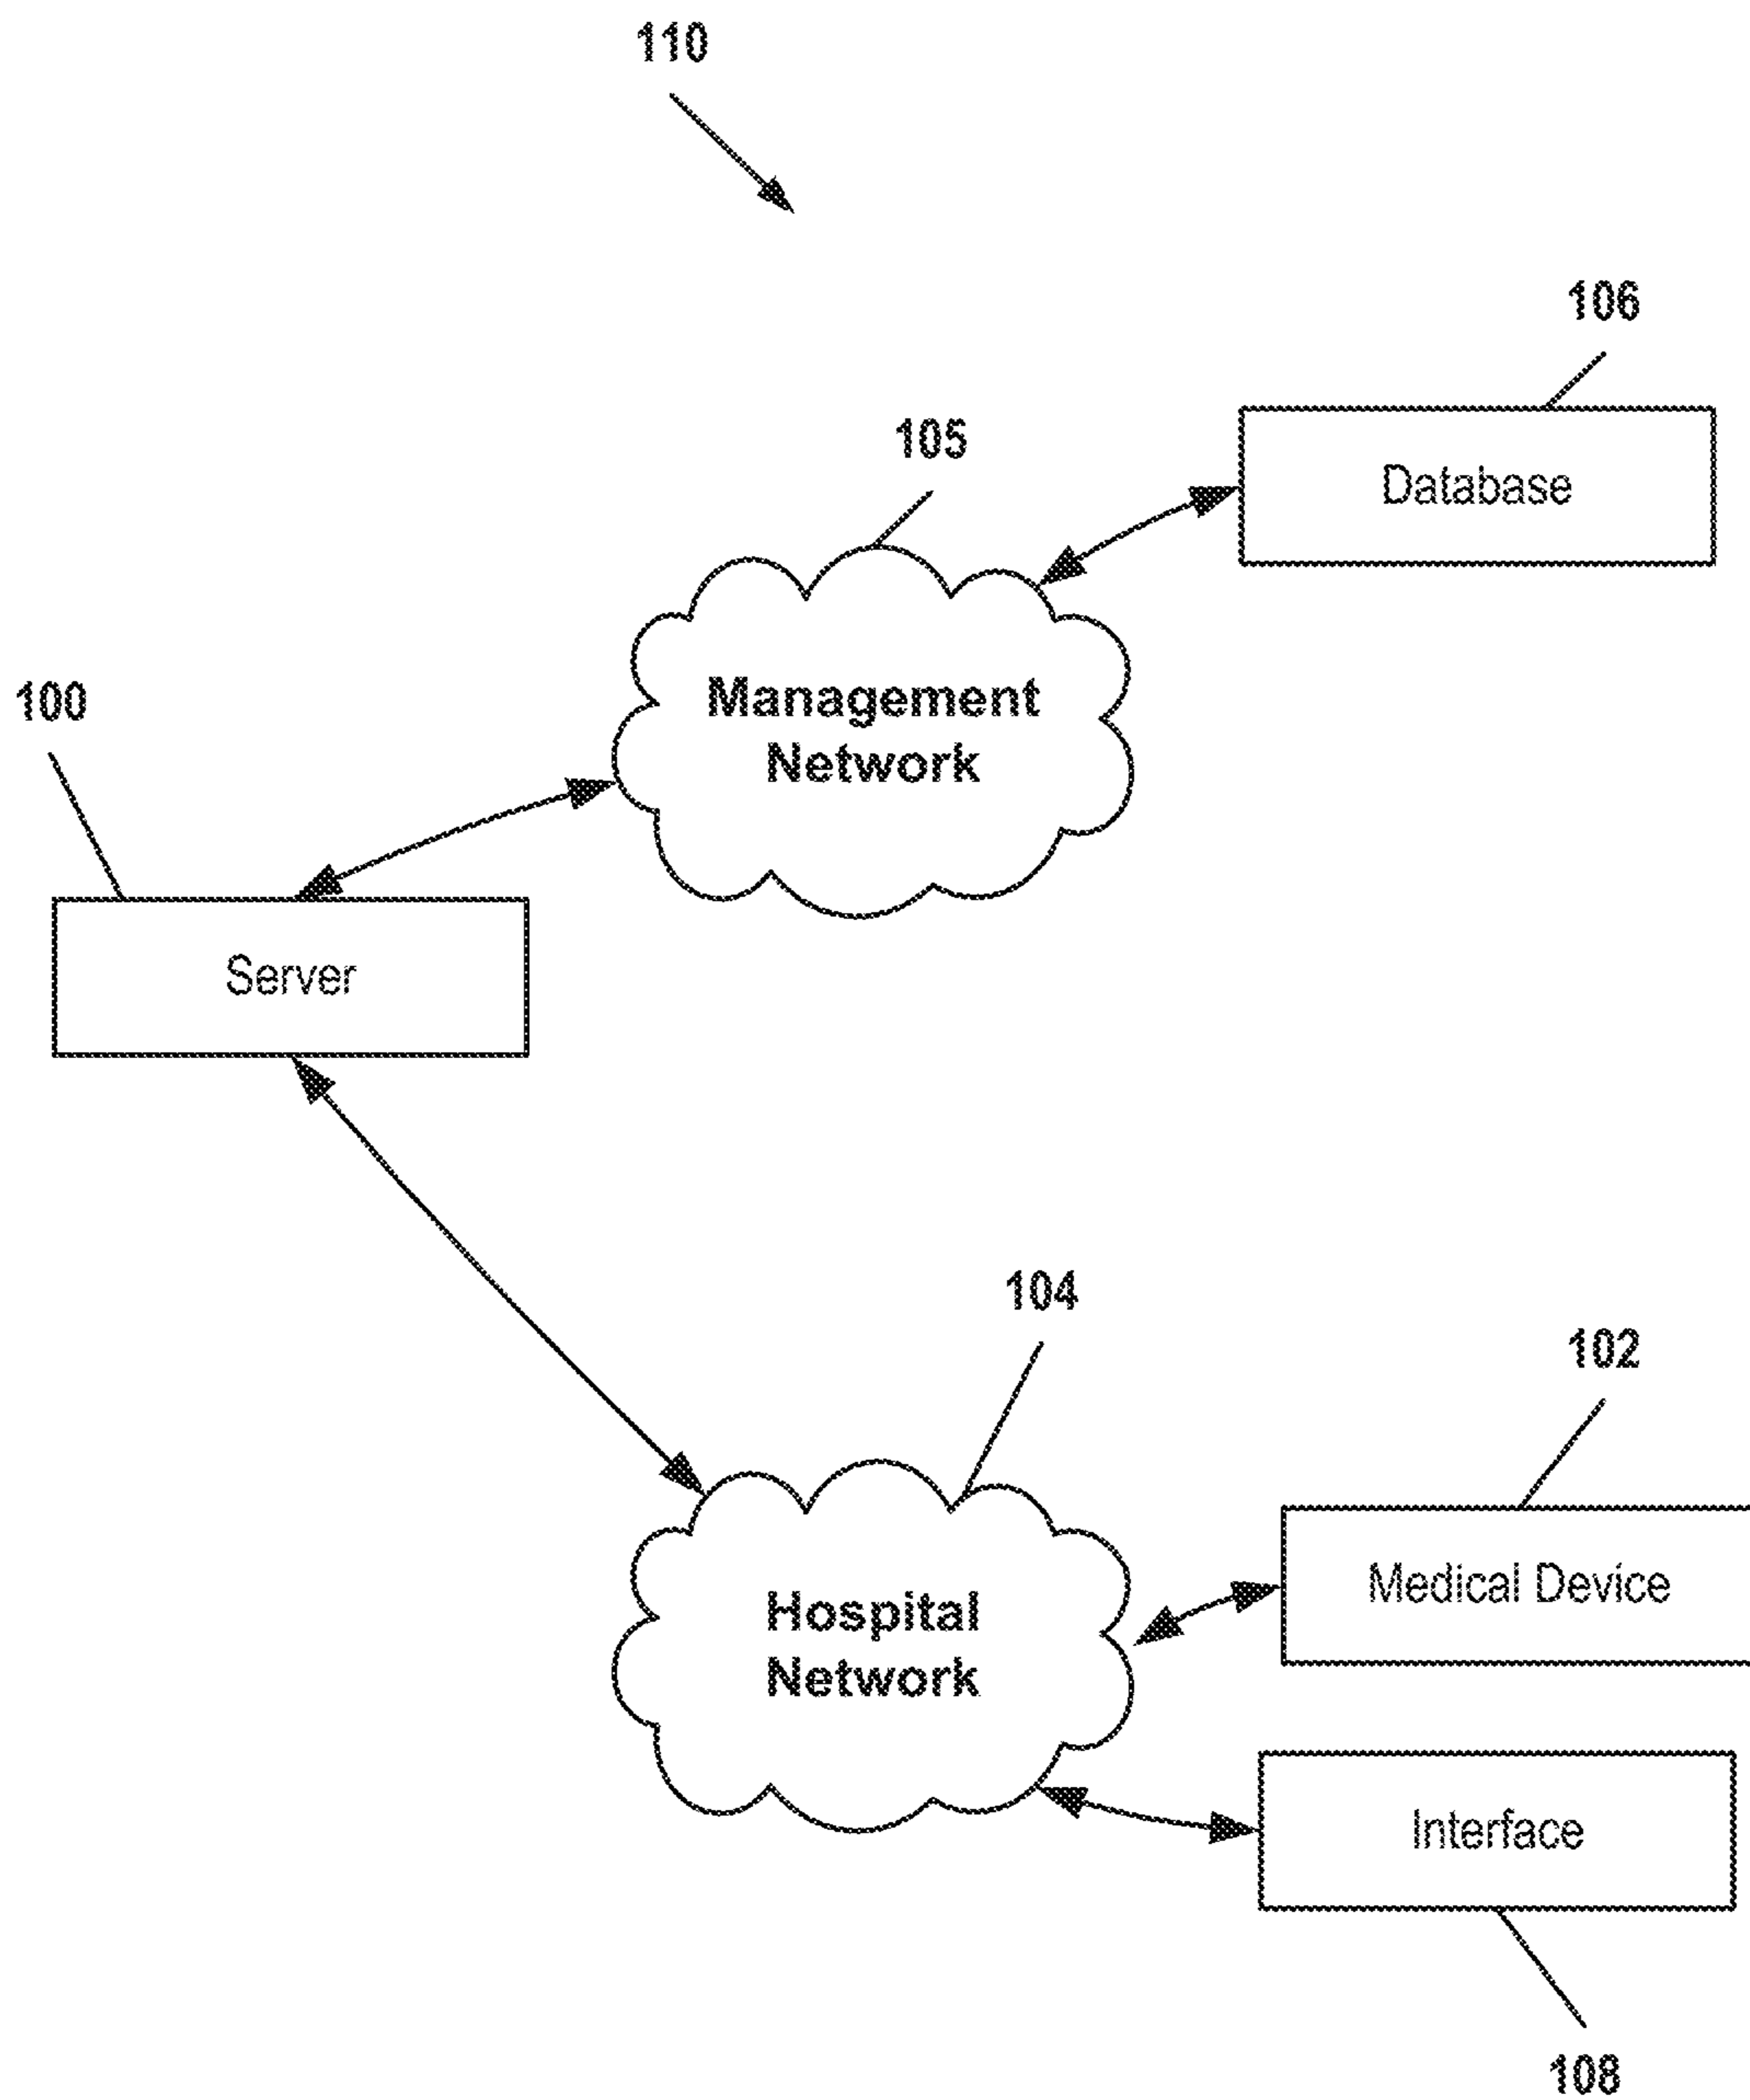 110
106
Database
105
Management
Network
100
Server
104
102
Hospital
Network
Medical Device
Interface
108